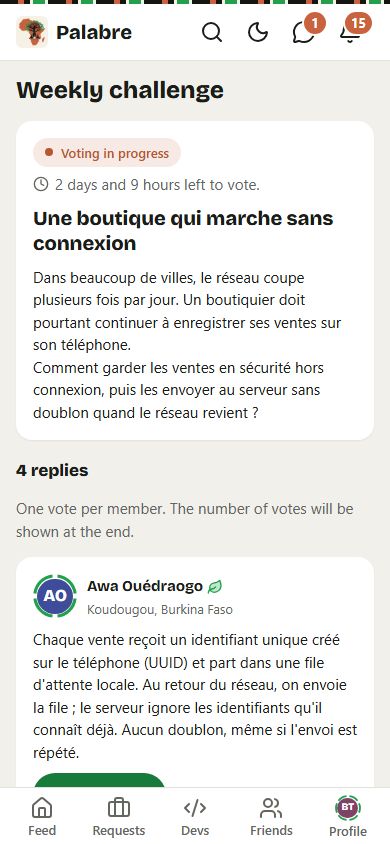 Palabre
1
15
Weekly challenge
Voting in progress
2 days and 9 hours left to vote.
Une boutique qui marche sans
connexion
Dans beaucoup de villes, le réseau coupe
plusieurs fois par jour. Un boutiquier doit
pourtant continuer à enregistrer ses ventes sur
son téléphone.
Comment garder les ventes en sécurité hors
connexion, puis les envoyer au serveur sans
doublon quand le réseau revient ?
4 replies
One vote per member. The number of votes will be
shown at the end.
AO
Awa Ouédraogo
Koudougou, Burkina Faso
Chaque vente reçoit un identifiant unique créé
sur le téléphone (UUID) et part dans une file
d'attente locale. Au retour du réseau, on envoie
la file ; le serveur ignore les identifiants qu'il
connaît déjà. Aucun doublon, même si l'envoi est
répété.
Feed
Requests
Devs
Friends
BT
Profile